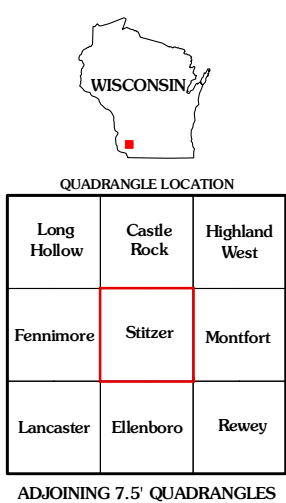 WISCONSIN
QUADRANGLE LOCATION
Long
Hollow
Castle
Rock
Highland
West
Fennimore
Stitzer
Montfort
Lancaster
Ellenboro
Rewey
ADJOINING 7.5' QUADRANGLES